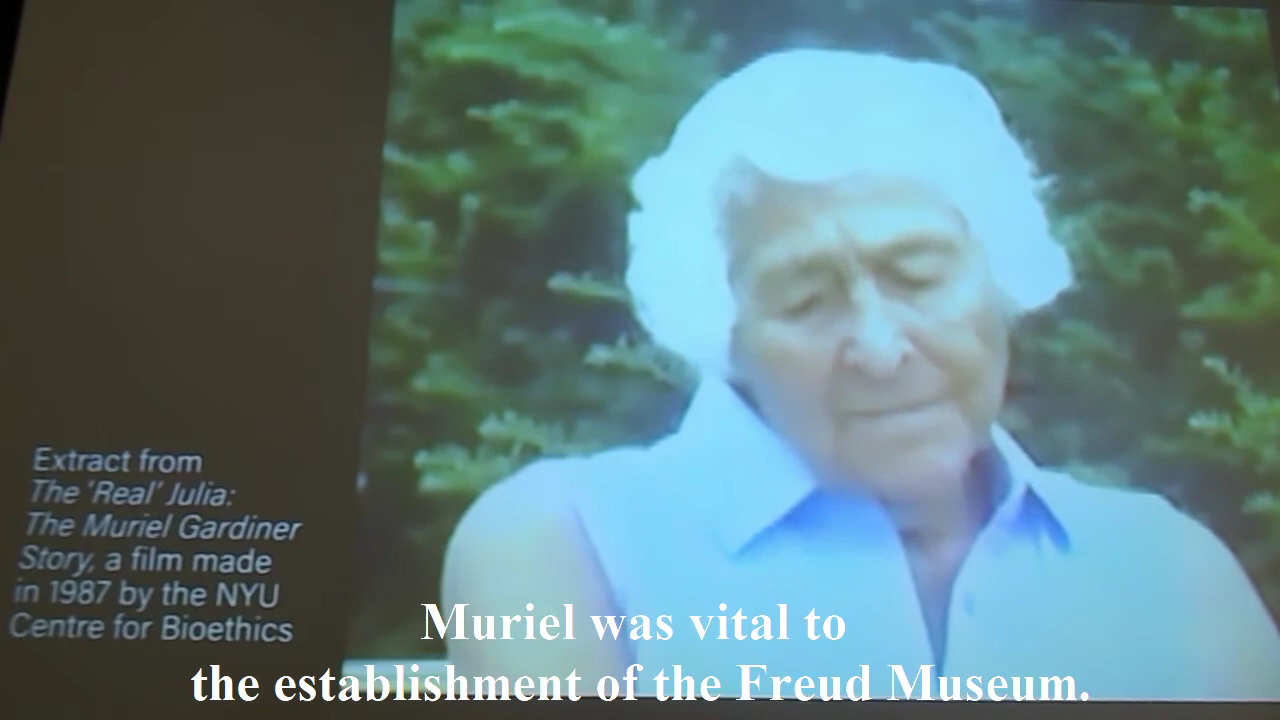 Extract from
The 'Real' Julia:
The Muriel Gardiner
Story, a film made
in 1987 by the NYU
Centre for Bioethics
Muriel was vital to
the establishment of the Freud Museum.